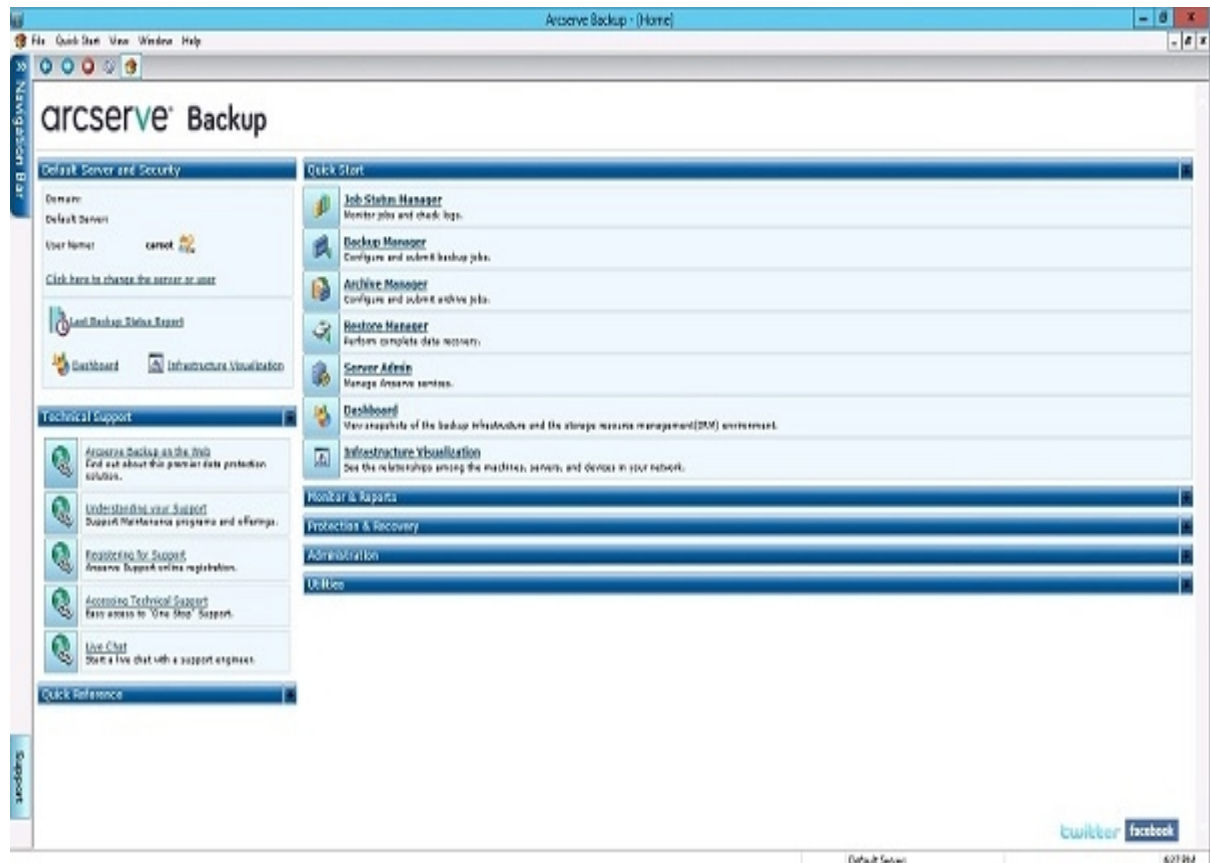 Arcserve Backup - [Home]
File Quick Start View Window Help
Navigation Bar
arcserve® Backup
Default Server and Security
Domain:
Default Server:
User Name: carnot
Click here to change the server or user
Last Backup Status Report
Dashboard Infrastructure Visualization
Technical Support
Arcserve Backup on the Web
Find out about this premier data protection
solution.
Understanding your Support
Support Maintenance programs and offerings.
Registering for Support
Arcserve Support online registration.
Accessing Technical Support
Easy access to "One Stop" Support.
Live Chat
Start a live chat with a support engineer.
Quick Reference
Quick Start
Job Status Manager
Monitor jobs and check logs.
Backup Manager
Configure and submit backup jobs.
Archive Manager
Configure and submit archive jobs.
Restore Manager
Perform complete data recovery.
Server Admin
Manage Arcserve services.
Dashboard
View snapshots of the backup infrastructure and the storage resource management(SRM) environment.
Infrastructure Visualization
See the relationships among the machines, servers, and devices in your network.
Monitor & Reports
Protection & Recovery
Administration
Utilities
Support
twitter facebook
Default Server:
6:27 PM